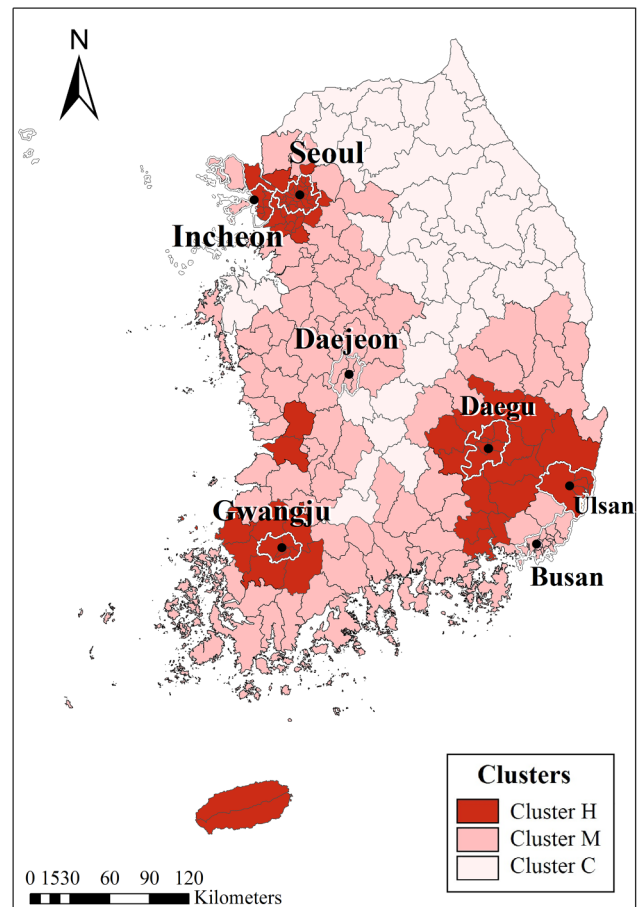 N
Seoul
Incheon
Daejeon
Daegu
Ulsan
Gwangju
Busan
Clusters
Cluster H
Cluster M
Cluster C
0 1530 60 90 120
Kilometers